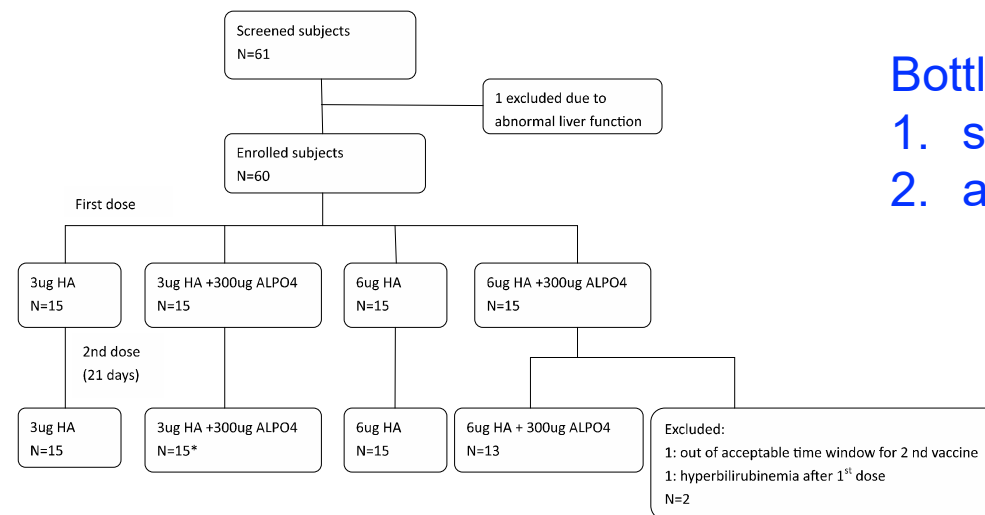 Screened subjects
N=61
1 excluded due to
abnormal liver function
Enrolled subjects
N=60
First dose
3ug HA
N=15
3ug HA +300ug ALPO4
N=15
6ug HA
N=15
6ug HA +300ug ALPO4
N=15
2nd dose
(21 days)
3ug HA
N=15
3ug HA +300ug ALPO4
N=15*
6ug HA
N=15
6ug HA + 300ug ALPO4
N=13
Excluded:
1: out of acceptable time window for 2 nd vaccine
1: hyperbilirubinemia after 1st dose
N=2
1.
2.